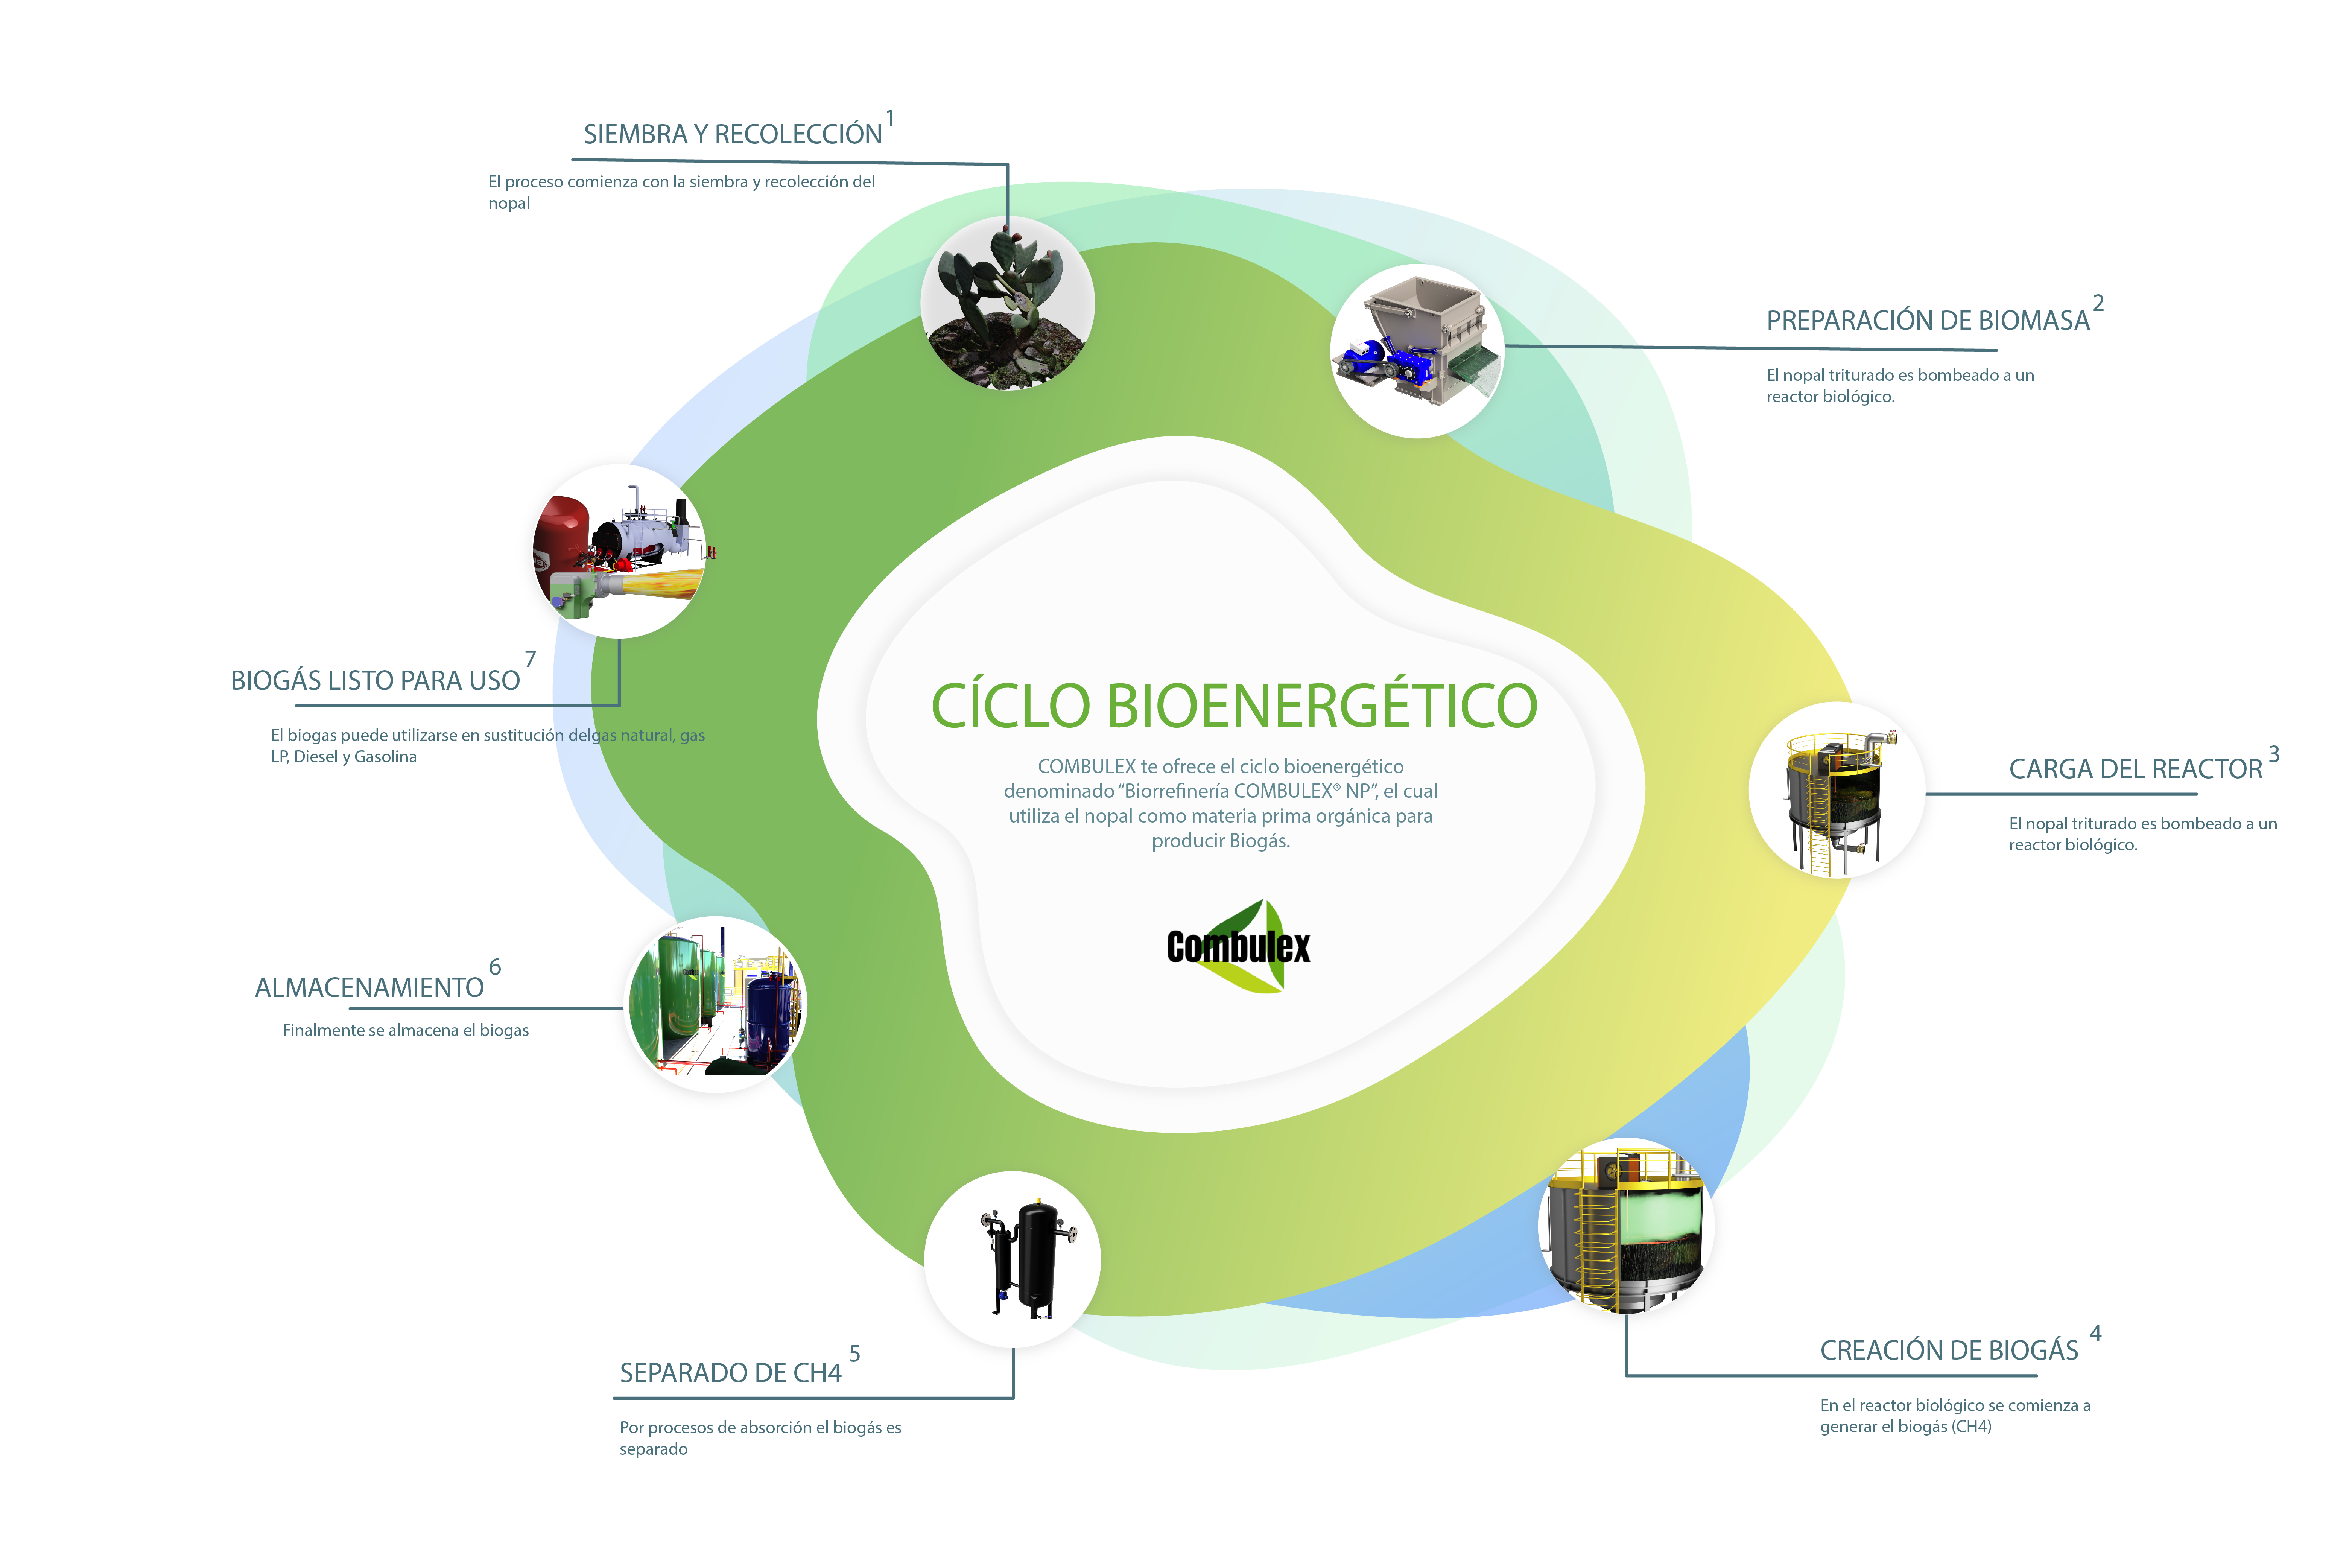 SIEMBRA Y RECOLECCIÓN 1
El proceso comienza con la siembra y recolección del
nopal
PREPARACIÓN DE BIOMASA 2
El nopal triturado es bombeado a un
reactor biológico.
CARGA DEL REACTOR 3
El nopal triturado es bombeado a un
reactor biológico.
CREACIÓN DE BIOGÁS 4
En el reactor biológico se comienza a
generar el biogás (CH4)
SEPARADO DE CH4 5
Por procesos de absorción el biogás es
separado
ALMACENAMIENTO 6
Finalmente se almacena el biogas
BIOGÁS LISTO PARA USO 7
El biogas puede utilizarse en sustitución delgas natural, gas
LP, Diesel y Gasolina
CÍCLO BIOENERGÉTICO
COMBULEX te ofrece el ciclo bioenergético
denominado “Biorrefinería COMBULEX® NP”, el cual
utiliza el nopal como materia prima orgánica para
producir Biogás.
Combulex